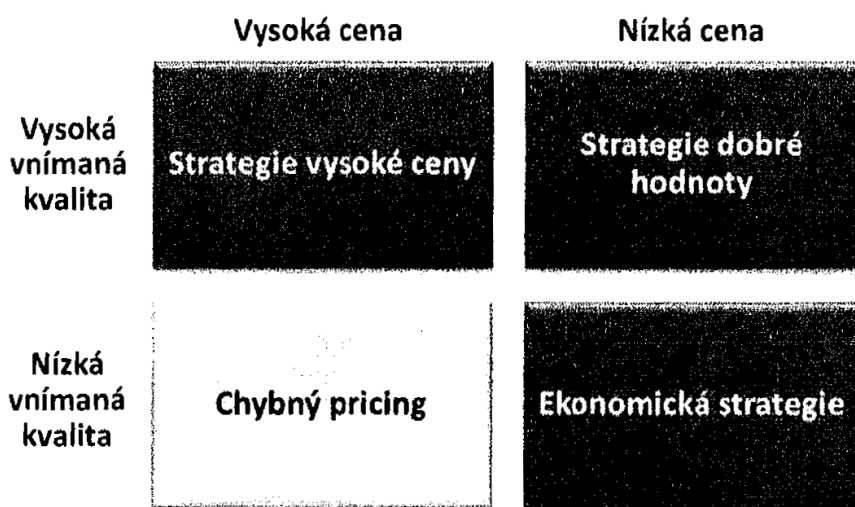 Vysoká cena
Nízká cena
Vysoká
vnímaná
kvalita
Strategie vysoké ceny
Strategie dobré
hodnoty
Nízká
vnímaná
kvalita
Chybný pricing
Ekonomická strategie